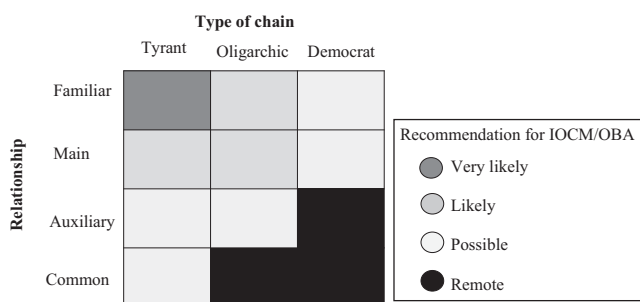 Type of chain
Tyrant Oligarchic Democrat
Relationship
Familiar
Main
Auxiliary
Common
Recommendation for IOCM/OBA
Very likely
Likely
Possible
Remote